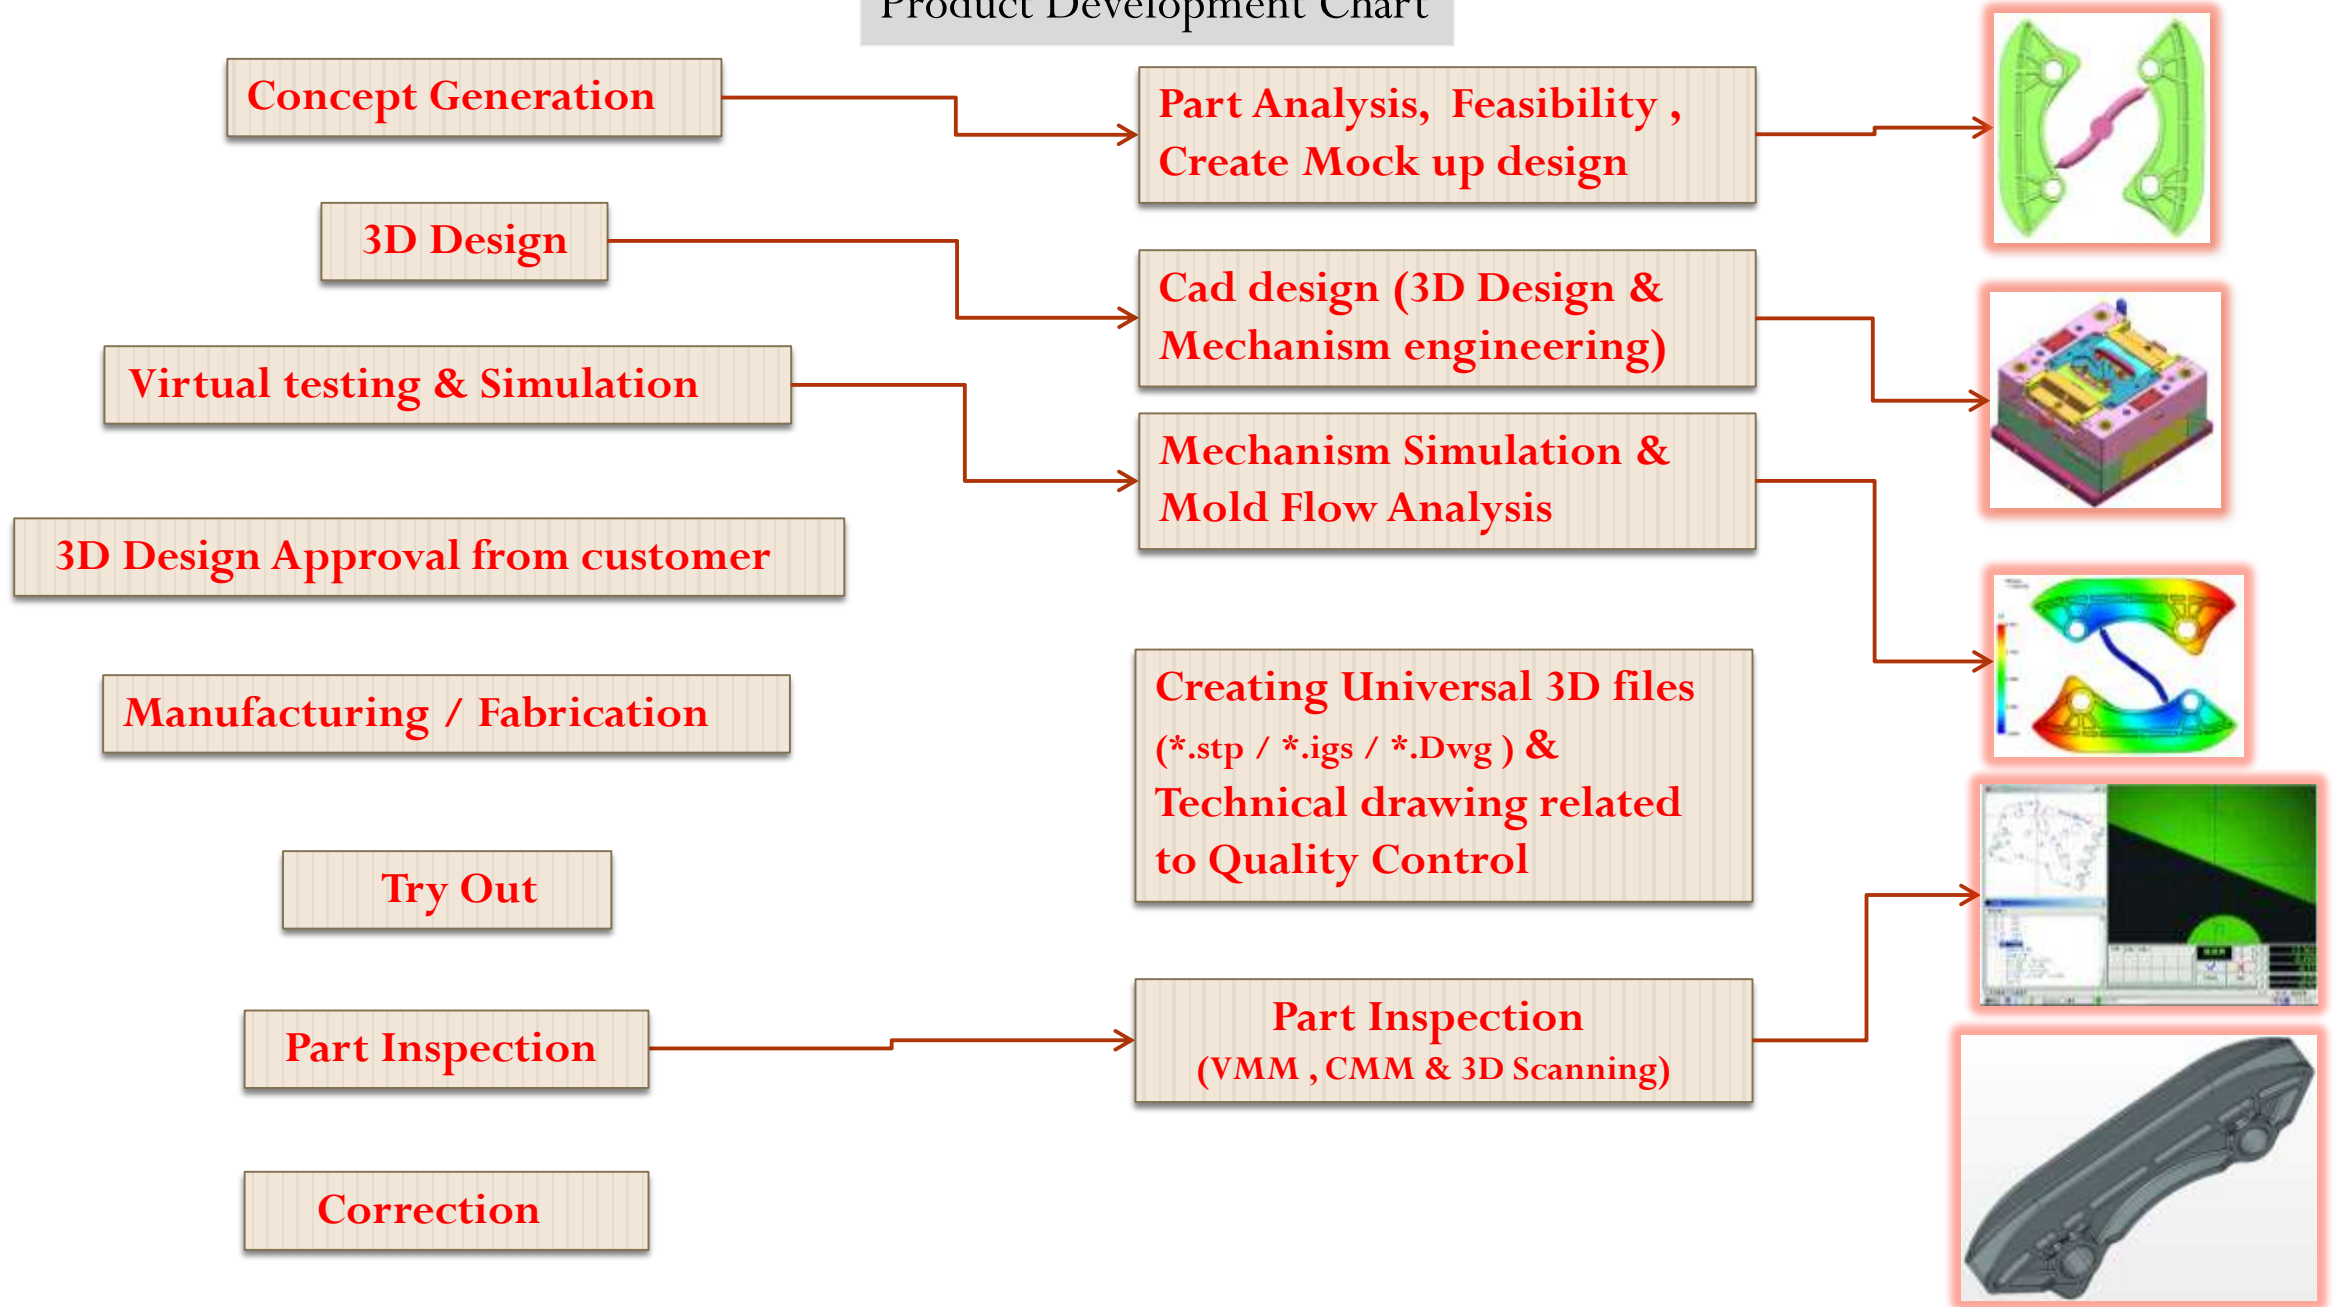 Product Development Chart
Concept Generation
Part Analysis, Feasibility ,
Create Mock up design
3D Design
Cad design (3D Design &
Mechanism engineering)
Virtual testing & Simulation
Mechanism Simulation &
Mold Flow Analysis
3D Design Approval from customer
Manufacturing / Fabrication
Creating Universal 3D files
(*.stp / *.igs / *.Dwg ) &
Technical drawing related
to Quality Control
Try Out
Part Inspection
Part Inspection
(VMM , CMM & 3D Scanning)
Correction